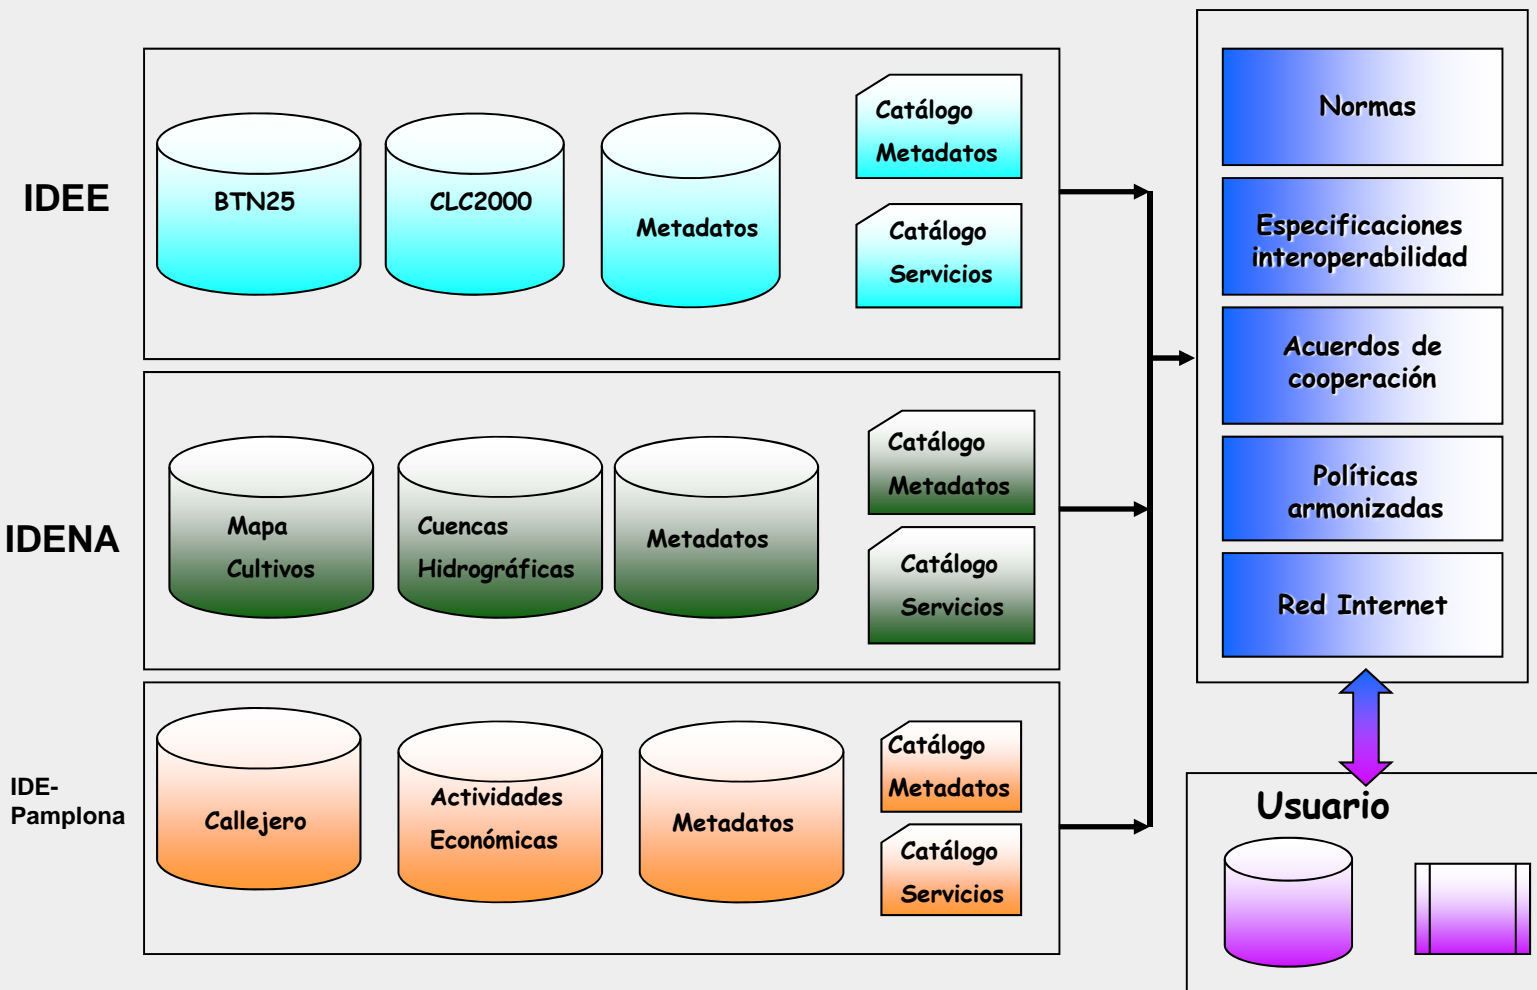 IDEE
BTN25
CLC2000
Metadatos
Catálogo
Metadatos
Catálogo
Servicios
IDENA
Mapa
Cultivos
Cuencas
Hidrográficas
Metadatos
Catálogo
Metadatos
Catálogo
Servicios
IDE-
Pamplona
Callejero
Actividades
Económicas
Metadatos
Catálogo
Metadatos
Catálogo
Servicios
Normas
Especificaciones
interoperabilidad
Acuerdos de
cooperación
Políticas
armonizadas
Red Internet
Usuario